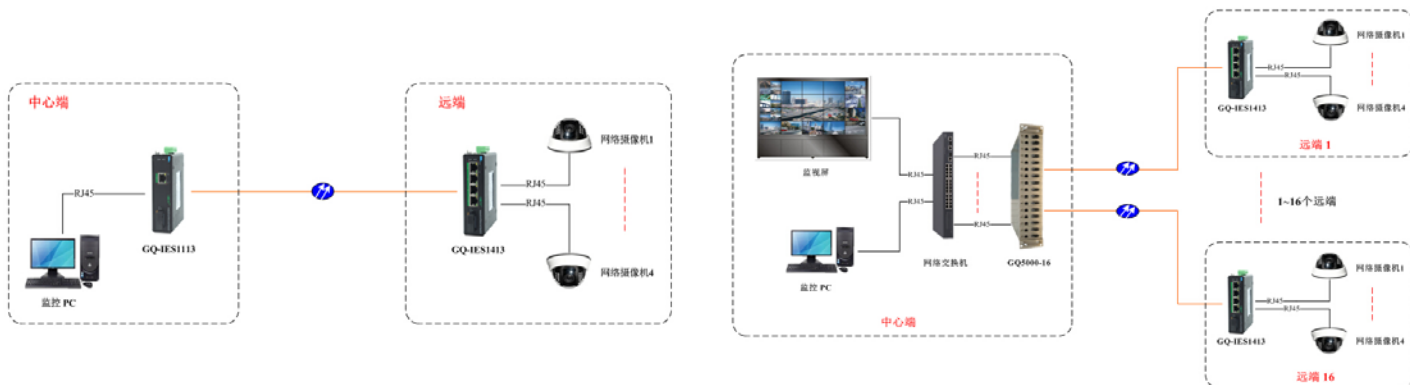 中心端
RJ45
GQ-IES1113
监控 PC
远端
GQ-IES1413
RJ45
RJ45
网络摄像机1
网络摄像机4
监视屏
RJ45
RJ45
监控 PC
网络交换机
RJ45
RJ45
GQ5000-16
中心端
GQ-IES1413
RJ45
RJ45
网络摄像机1
网络摄像机4
远端 1
1~16个远端
GQ-IES1413
RJ45
RJ45
网络摄像机1
网络摄像机4
远端 16